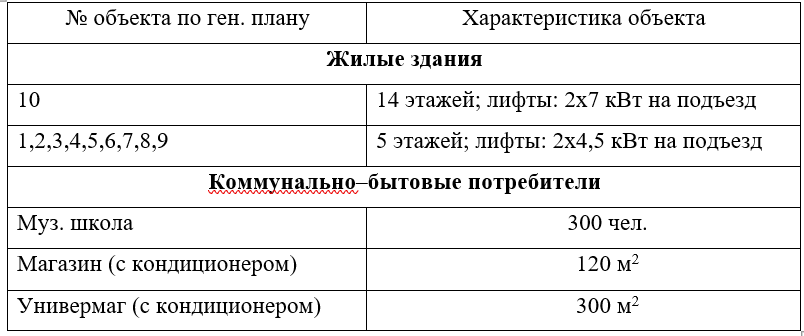 № объекта по ген. плану Характеристика объекта
Жилые здания
10 14 этажей; лифты: 2х7 кВт на подъезд
1,2,3,4,5,6,7,8,9 5 этажей; лифты: 2х4,5 кВт на подъезд
Коммунально–бытовые потребители
Муз. школа 300 чел.
Магазин (с кондиционером) 120 м²
Универмаг (с кондиционером) 300 м²